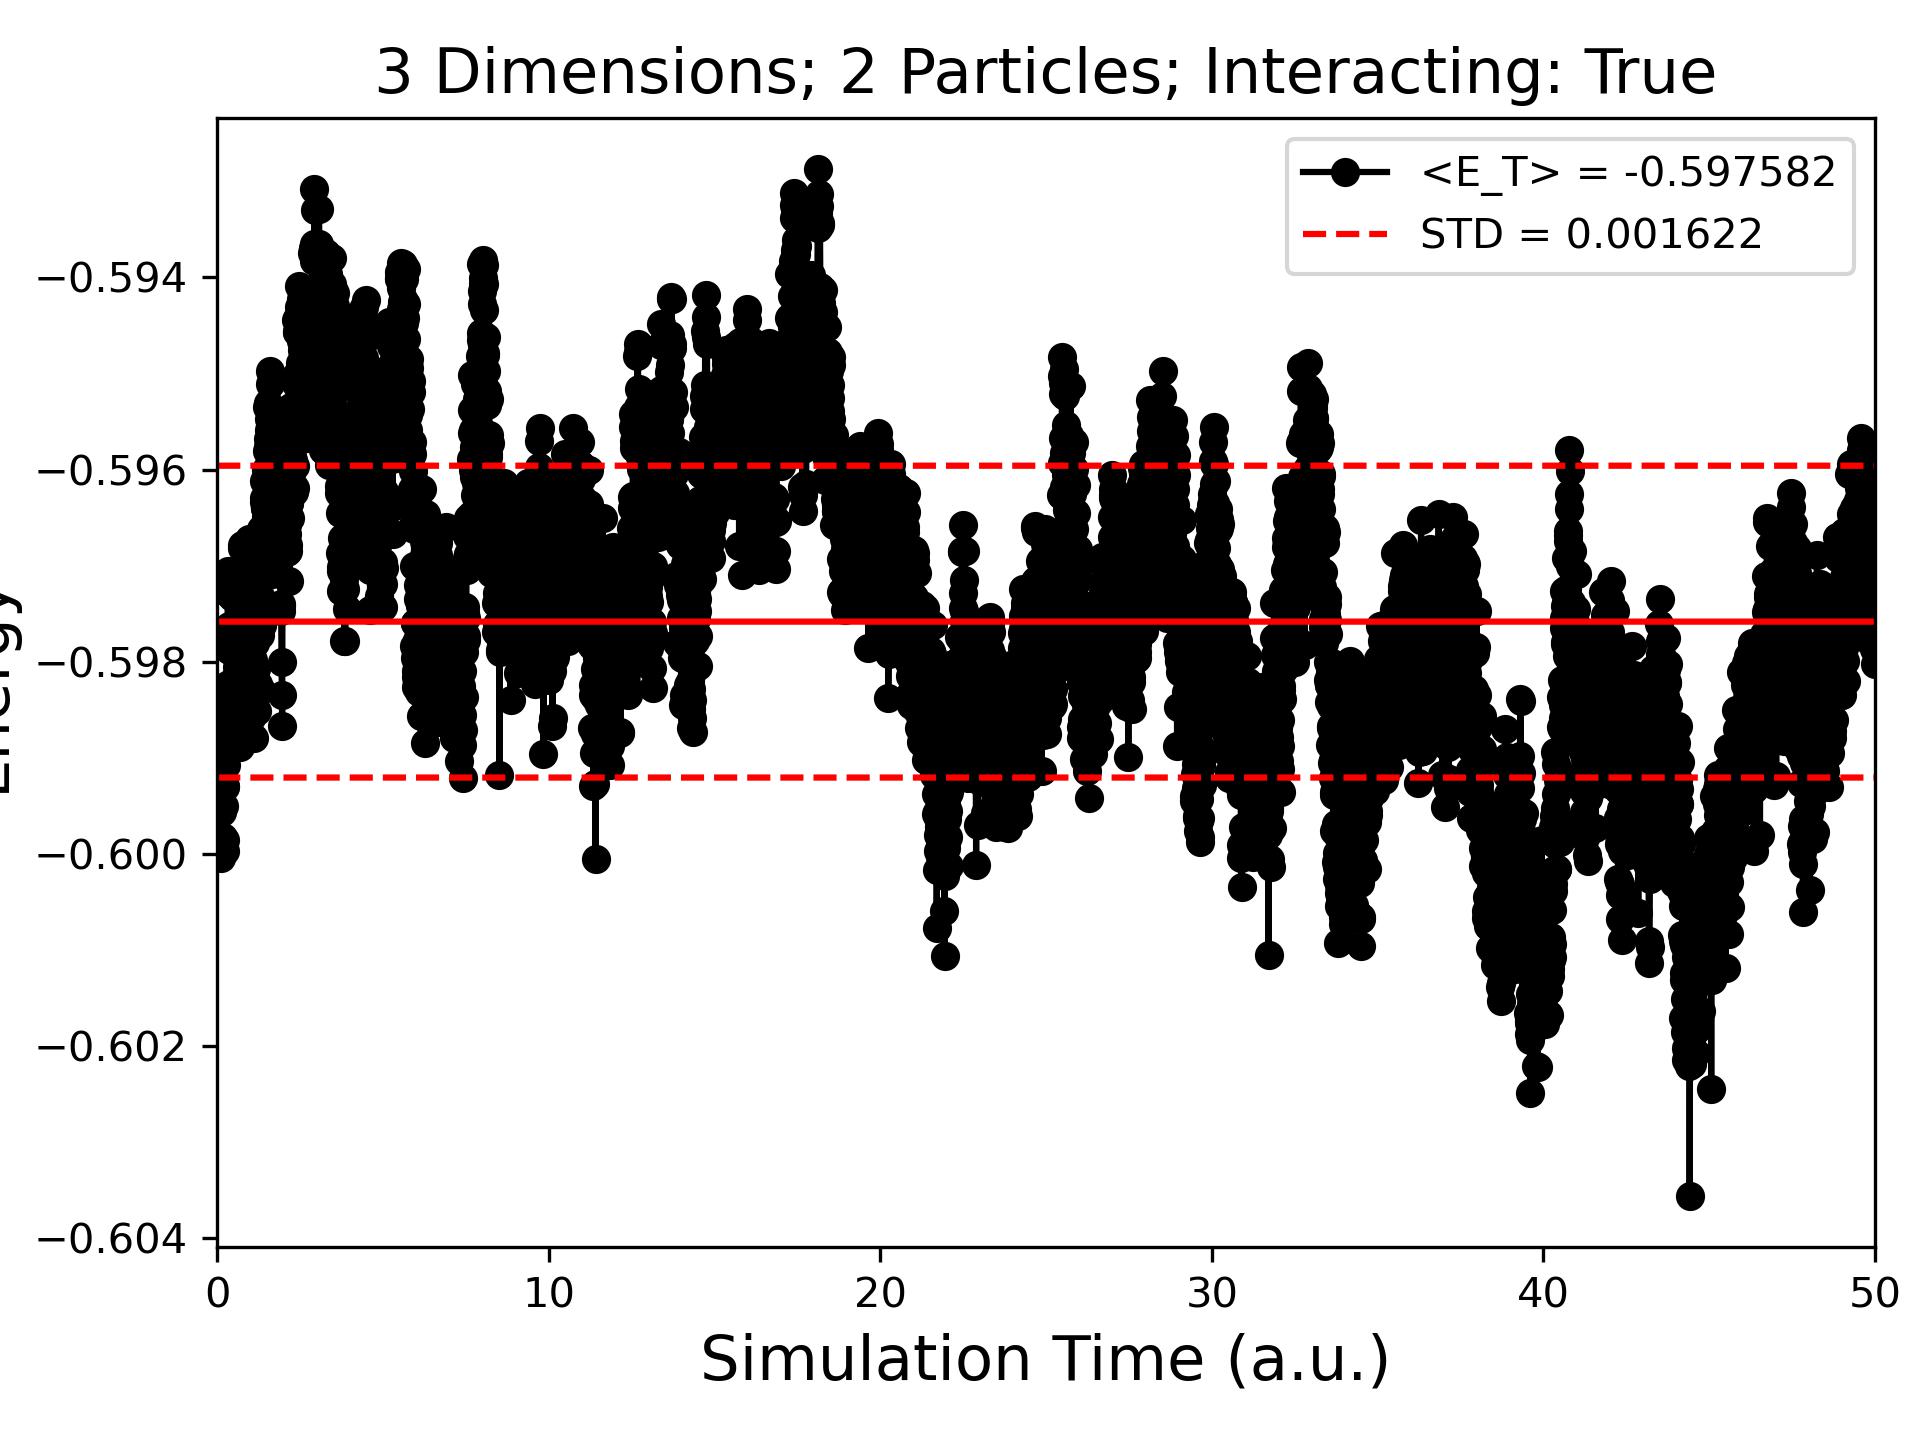 3 Dimensions; 2 Particles; Interacting: True
<E_T> = -0.597582
STD = 0.001622
−0.594
−0.596
−0.598
−0.600
−0.602
−0.604
Energy
0 10 20 30 40 50
Simulation Time (a.u.)